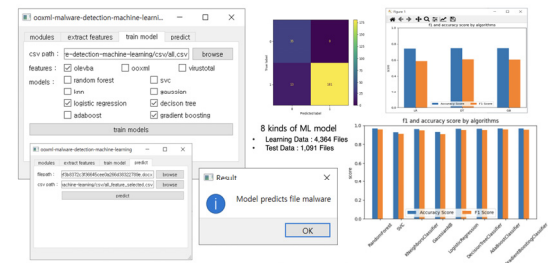 ooxml-malware-detection-machine-learni...
modules
extract features
train model
predict
csv path :
e-detection-machine-learning/csv/all.csv
browse
features :
olevba
ooxml
virustotal
models :
random forest
svc
knn
gaussian
logistic regression
decison tree
adaboost
gradient boosting
train models
ooxml-malware-detection-machine-learning
modules
extract features
train model
predict
filepath :
browse
csv path :
achine-learning/csv/all_feature_selected.csv
browse
predict
Predicted label
8 kinds of ML model
• Learning Data : 4,364 Files
• Test Data : 1,091 Files
Result
Model predicts file malware
OK
f1 and accuracy score by algorithms
score
Accuracy Score
F1 Score
f1 and accuracy score by algorithms
score
1.0
0.8
0.6
0.4
0.2
0.0
Accuracy Score
F1 Score
RandomForest
SVC
KNeighborsClassifier
GaussianNB
LogisticRegression
DecisionTreeClassifier
AdaBoostClassifier
GradientBoostingClassifier